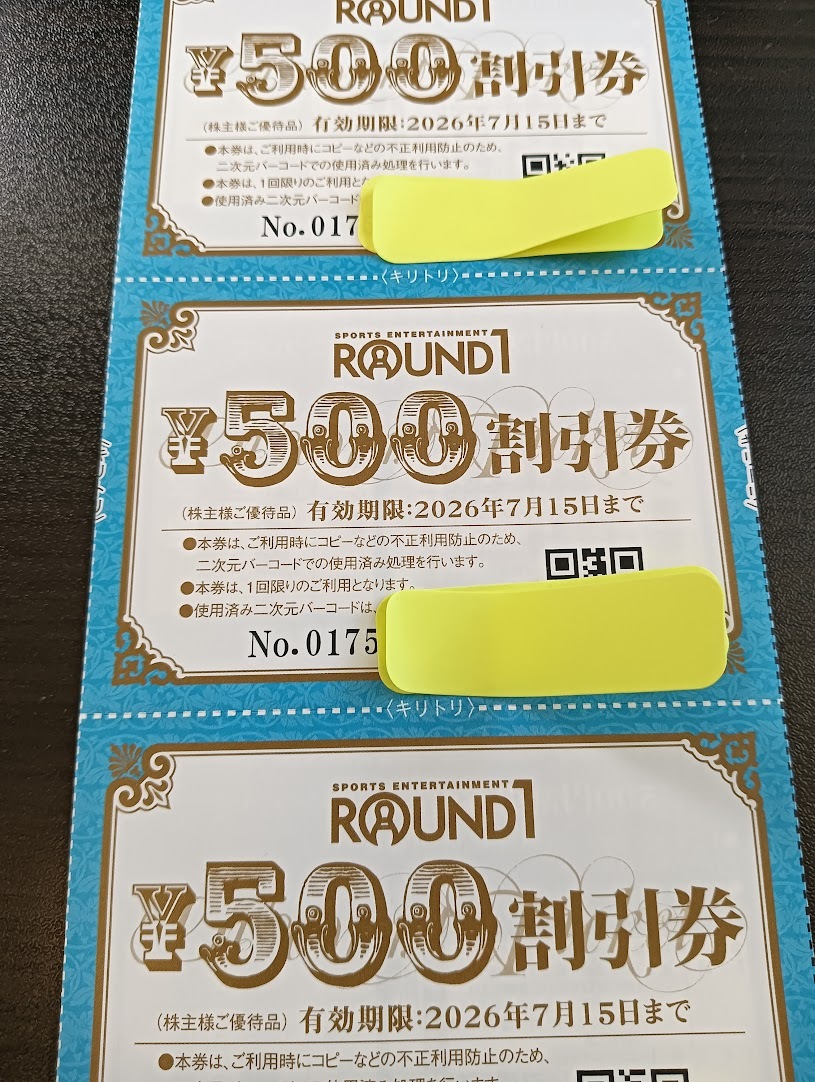 ROUND1
¥500割引券
(株主様ご優待品) 有効期限:2026年7月15日まで
●本券は、ご利用時にコピーなどの不正利用防止のため、
二次元バーコードでの使用済み処理を行います。
●本券は、1回限りのご利用と
●使用済み二次元バーコード
No.017
〈キリトリ〉
SPORTS ENTERTAINMENT
ROUND1
¥500割引券
(株主様ご優待品) 有効期限:2026年7月15日まで
●本券は、ご利用時にコピーなどの不正利用防止のため、
二次元バーコードでの使用済み処理を行います。
●本券は、1回限りのご利用となります。
●使用済み二次元バーコードは、
No.0175
〈キリトリ〉
SPORTS ENTERTAINMENT
ROUND1
¥500割引券
(株主様ご優待品) 有効期限:2026年7月15日まで
●本券は、ご利用時にコピーなどの不正利用防止のため、